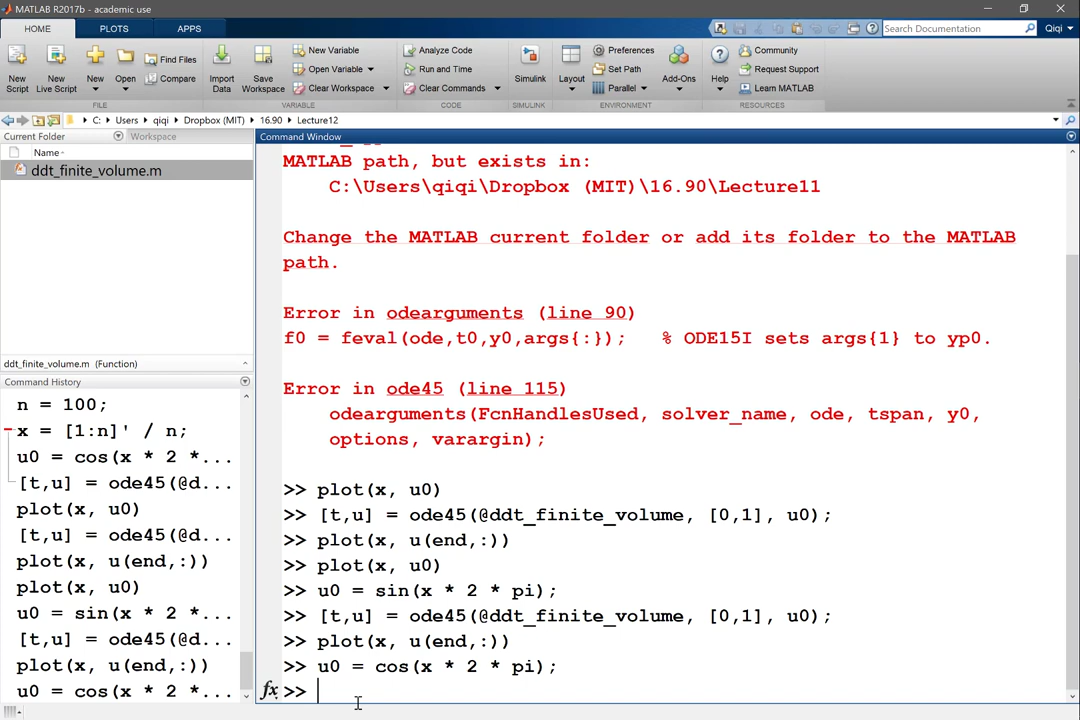 MATLAB R2017b - academic use
HOME PLOTS APPS
Search Documentation Qiqi
New Script
New Live Script
New
Open
Find Files
Compare
Import Data
Save Workspace
New Variable
Open Variable
Clear Workspace
Analyze Code
Run and Time
Clear Commands
Simulink
Layout
Preferences
Set Path
Parallel
Add-Ons
Help
Community
Request Support
Learn MATLAB
FILE VARIABLE CODE SIMULINK ENVIRONMENT RESOURCES
C: Users qiqi Dropbox (MIT) 16.90 Lecture12
Current Folder Workspace
Name
ddt_finite_volume.m
ddt_finite_volume.m (Function)
Command History
n = 100;
x = [1:n]' / n;
u0 = cos(x * 2 *...
[t,u] = ode45(@d...
plot(x, u0)
[t,u] = ode45(@d...
plot(x, u(end,:))
plot(x, u0)
u0 = sin(x * 2 *...
[t,u] = ode45(@d...
plot(x, u(end,:))
u0 = cos(x * 2 *...
Command Window
MATLAB path, but exists in:
C:\Users\qiqi\Dropbox (MIT)\16.90\Lecture11
Change the MATLAB current folder or add its folder to the MATLAB
path.
Error in odearguments (line 90)
f0 = feval(ode,t0,y0,args{:}); % ODE15I sets args{1} to yp0.
Error in ode45 (line 115)
odearguments(FcnHandlesUsed, solver_name, ode, tspan, y0,
options, varargin);
>> plot(x, u0)
>> [t,u] = ode45(@ddt_finite_volume, [0,1], u0);
>> plot(x, u(end,:))
>> plot(x, u0)
>> u0 = sin(x * 2 * pi);
>> [t,u] = ode45(@ddt_finite_volume, [0,1], u0);
>> plot(x, u(end,:))
>> u0 = cos(x * 2 * pi);
fx >>